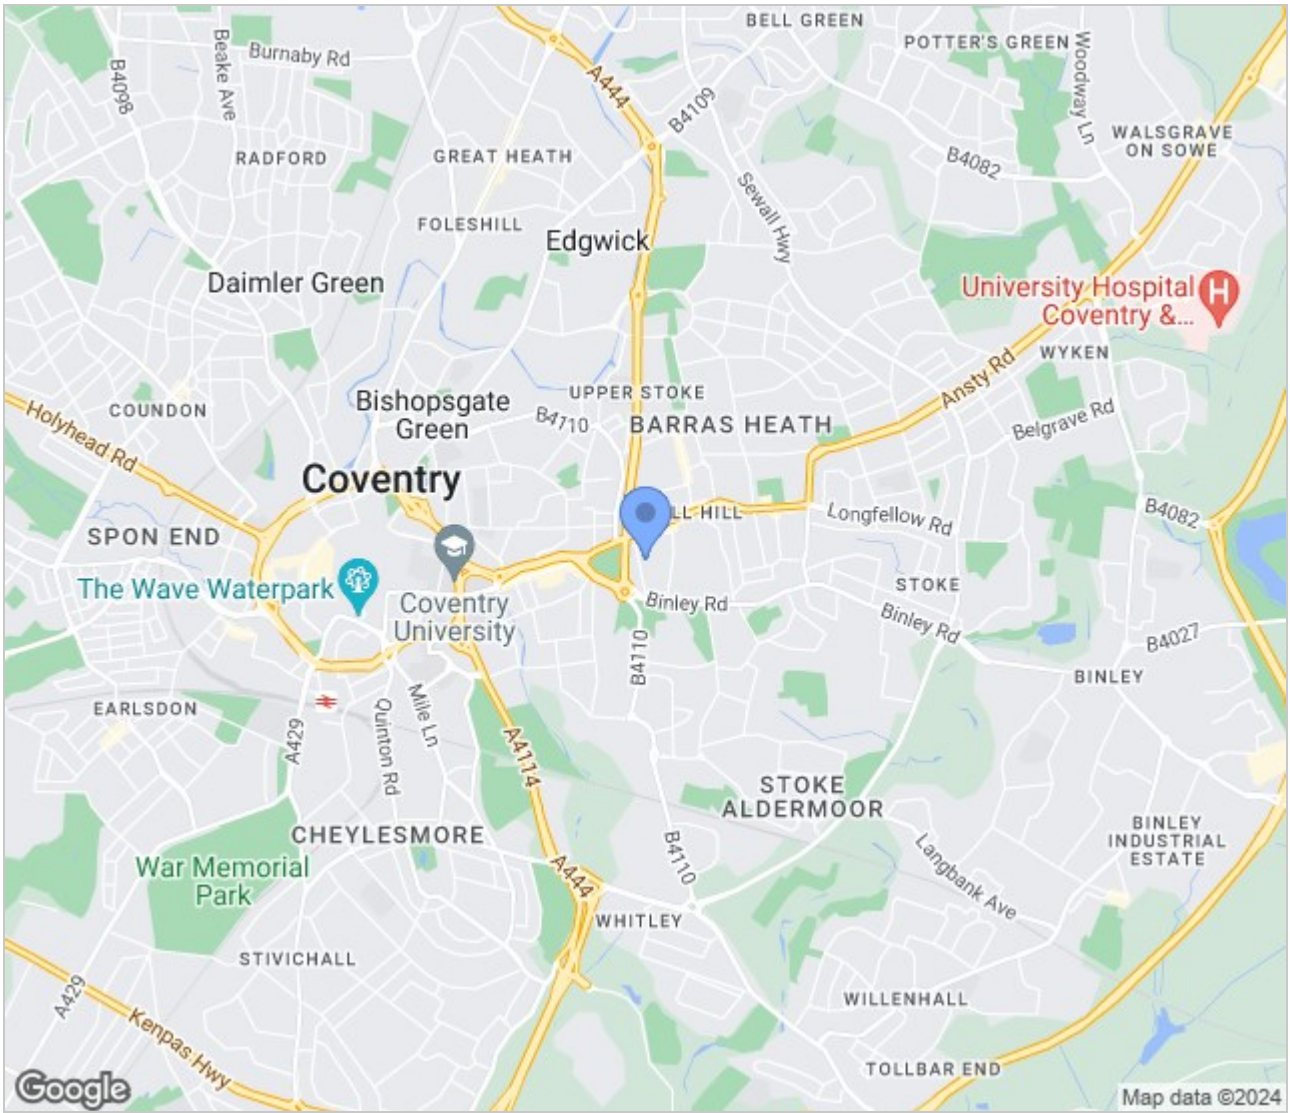 BELL GREEN
POTTER'S GREEN
Woodway Ln
Burnaby Rd
Beake Ave
B4098
A444
B4109
WALSGRAVE
ON SOWE
RADFORD
GREAT HEATH
B4082
Sewall Hwy
FOLESHILL
Edgwick
Daimler Green
University Hospital
Coventry &...
H
WYKEN
Ansty Rd
UPPER STOKE
Bishopsgate
Green
B4110
BARRAS HEATH
Belgrave Rd
COUNDON
Holyhead Rd
Coventry
LL HILL
Longfellow Rd
B4082
SPON END
The Wave Waterpark
STOKE
Coventry
University
Binley Rd
Binley Rd
B4027
B4110
BINLEY
EARLSDON
A429
Quinton Rd
Mile Ln
A4114
STOKE
ALDERMOOR
CHEYLESMORE
B4110
BINLEY
INDUSTRIAL
ESTATE
War Memorial
Park
A444
Langbank Ave
WHITLEY
STIVICHALL
A429
WILLENHALL
Kenpas Hwy
TOLLBAR END
Google
Map data ©2024